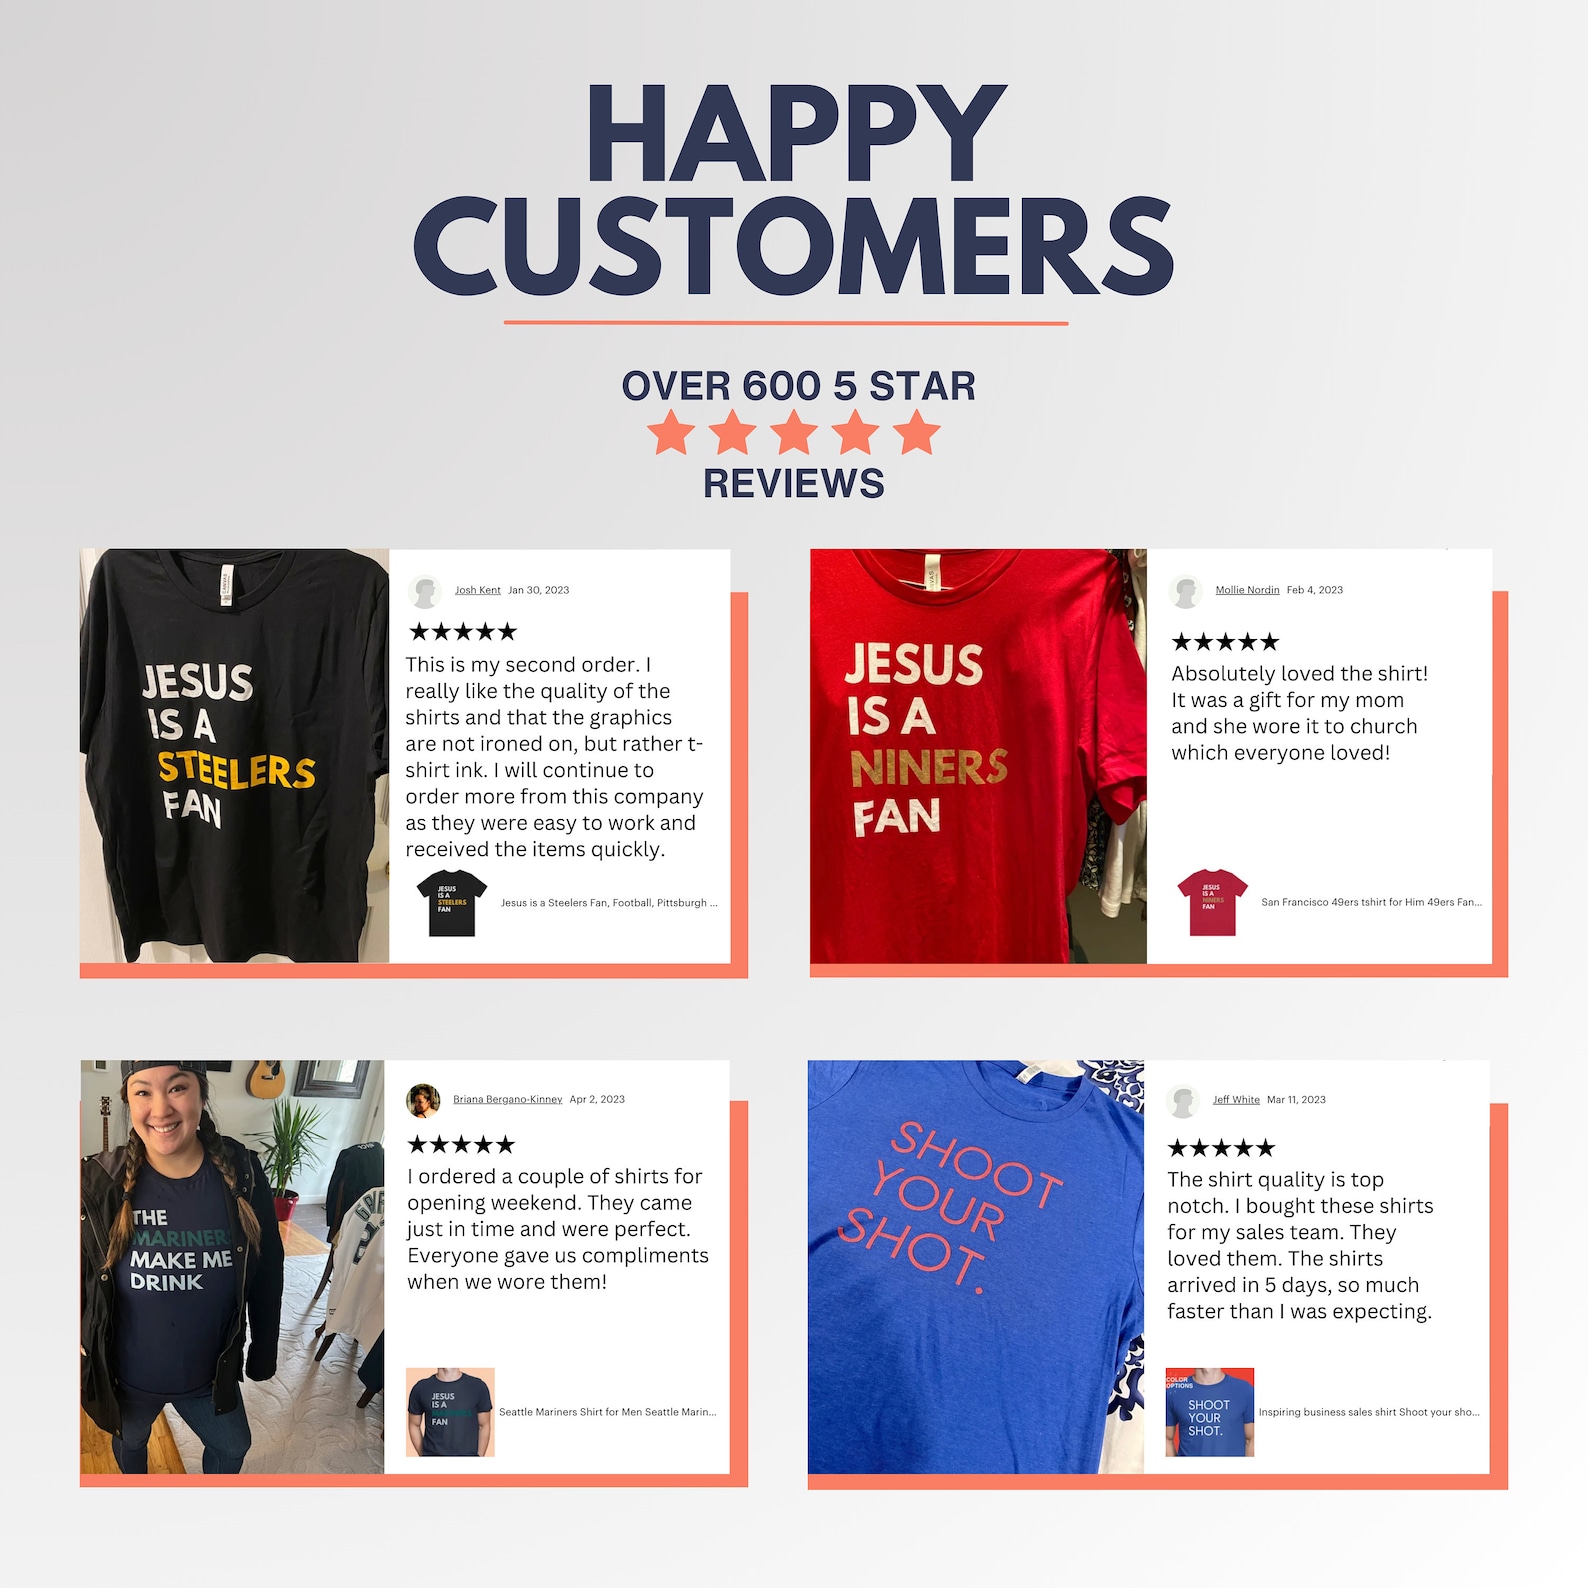 HAPPY
CUSTOMERS
OVER 600 5 STAR
REVIEWS
CANVAS
JESUS
IS A
STEELERS
FAN
Josh Kent Jan 30, 2023
This is my second order. I
really like the quality of the
shirts and that the graphics
are not ironed on, but rather t-
shirt ink. I will continue to
order more from this company
as they were easy to work and
received the items quickly.
JESUS
IS A
STEELERS
FAN
Jesus is a Steelers Fan, Football, Pittsburgh ...
CANVAS
JESUS
IS A
NINERS
FAN
Mollie Nordin Feb 4, 2023
Absolutely loved the shirt!
It was a gift for my mom
and she wore it to church
which everyone loved!
JESUS
IS A
NINERS
FAN
San Francisco 49ers tshirt for Him 49ers Fan...
THE
MARINERS
MAKE ME
DRINK
Briana Bergano-Kinney Apr 2, 2023
I ordered a couple of shirts for
opening weekend. They came
just in time and were perfect.
Everyone gave us compliments
when we wore them!
JESUS
IS A
FAN
Seattle Mariners Shirt for Men Seattle Marin...
SHOOT
YOUR
SHOT.
Jeff White Mar 11, 2023
The shirt quality is top
notch. I bought these shirts
for my sales team. They
loved them. The shirts
arrived in 5 days, so much
faster than I was expecting.
COLOR
OPTIONS
SHOOT
YOUR
SHOT.
Inspiring business sales shirt Shoot your sho...